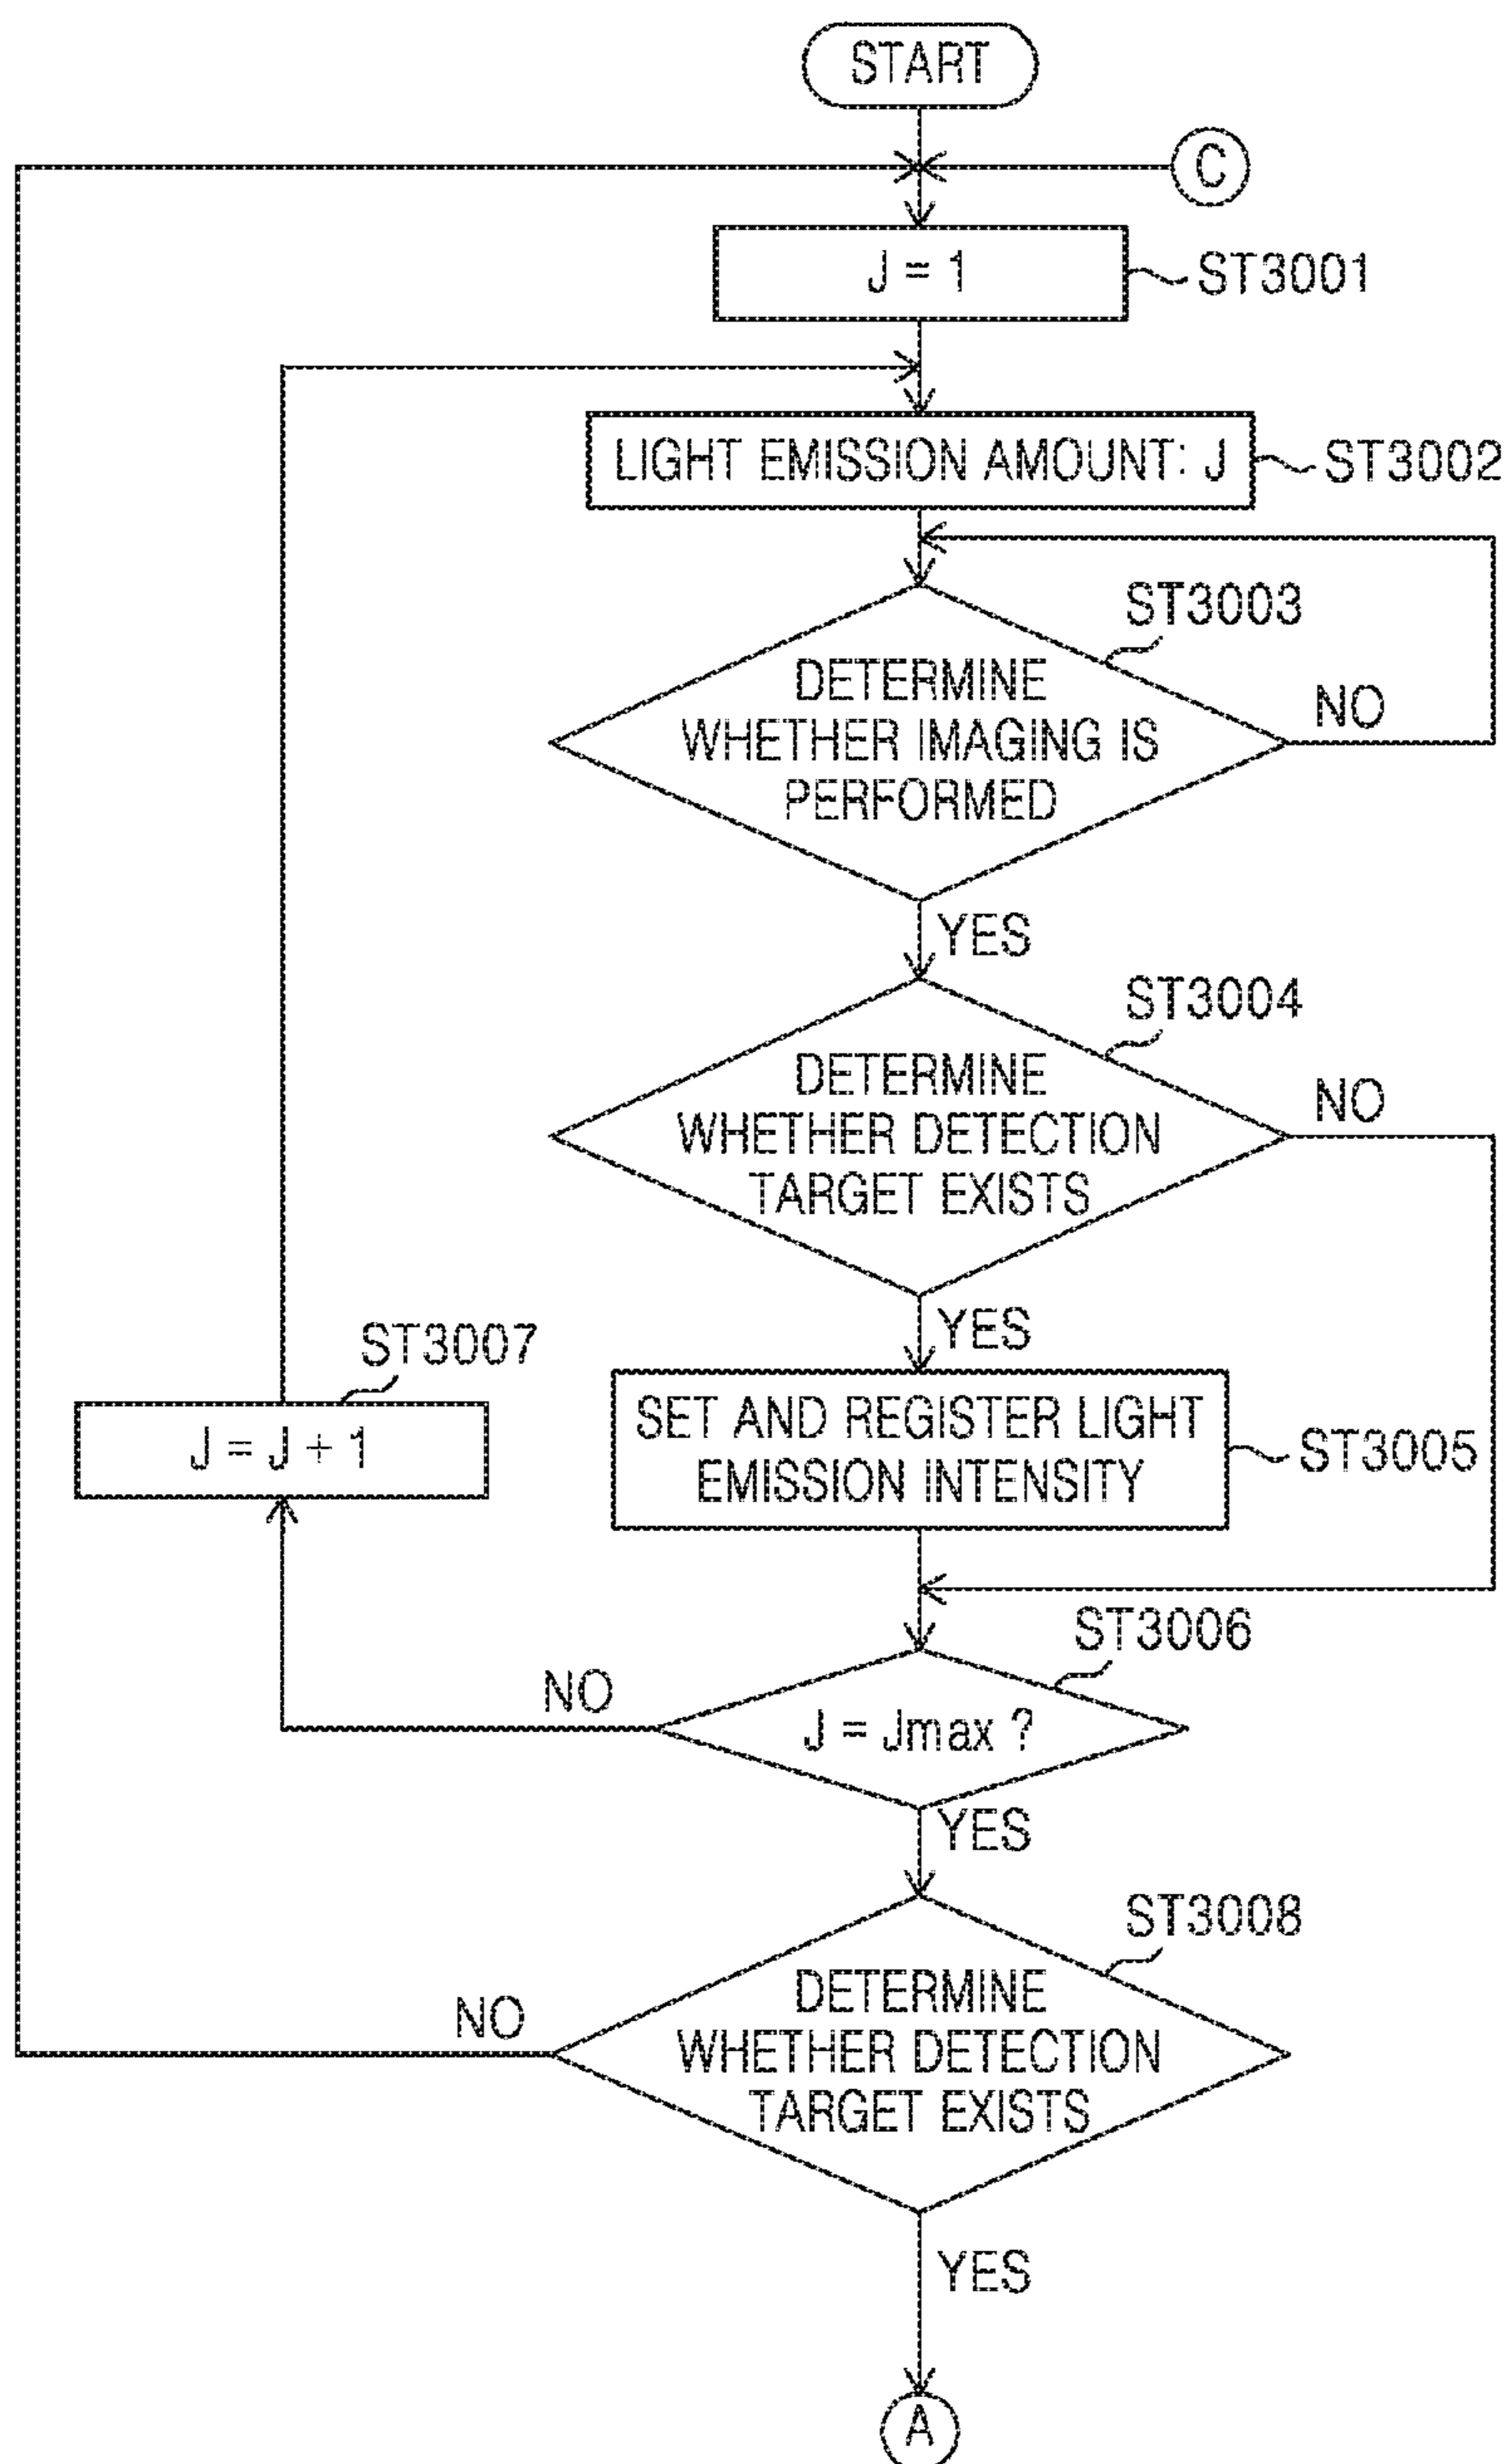 START
C
J = 1
ST3001
LIGHT EMISSION AMOUNT: J
ST3002
ST3003
DETERMINE
WHETHER IMAGING IS
PERFORMED
NO
YES
ST3004
DETERMINE
WHETHER DETECTION
TARGET EXISTS
NO
YES
ST3007
J = J + 1
SET AND REGISTER LIGHT
EMISSION INTENSITY
ST3005
ST3006
NO
J = Jmax ?
YES
ST3008
NO
DETERMINE
WHETHER DETECTION
TARGET EXISTS
YES
A